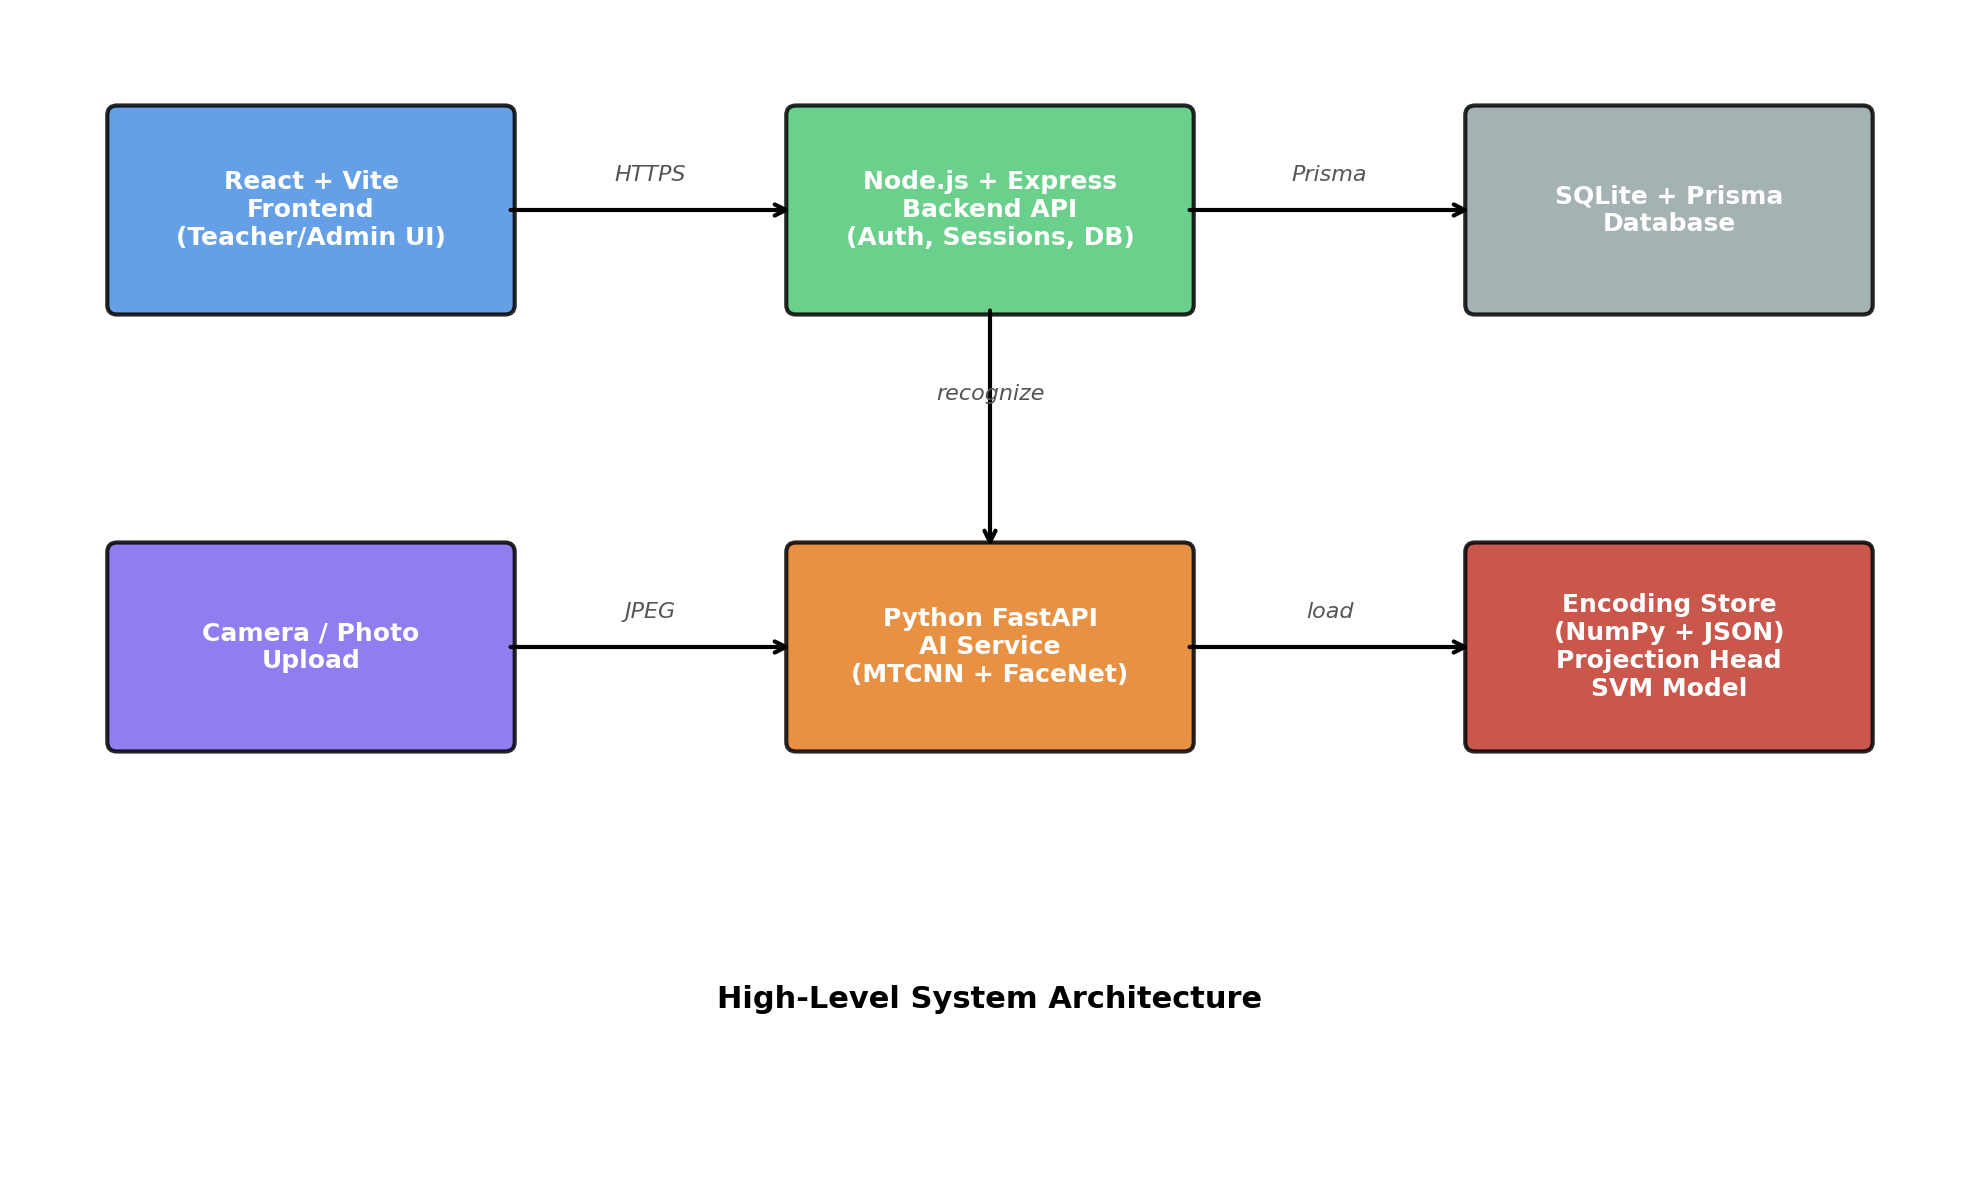 React + Vite
Frontend
(Teacher/Admin UI)
HTTPS
Node.js + Express
Backend API
(Auth, Sessions, DB)
Prisma
SQLite + Prisma
Database
recognize
Camera / Photo
Upload
JPEG
Python FastAPI
AI Service
(MTCNN + FaceNet)
load
Encoding Store
(NumPy + JSON)
Projection Head
SVM Model
High-Level System Architecture